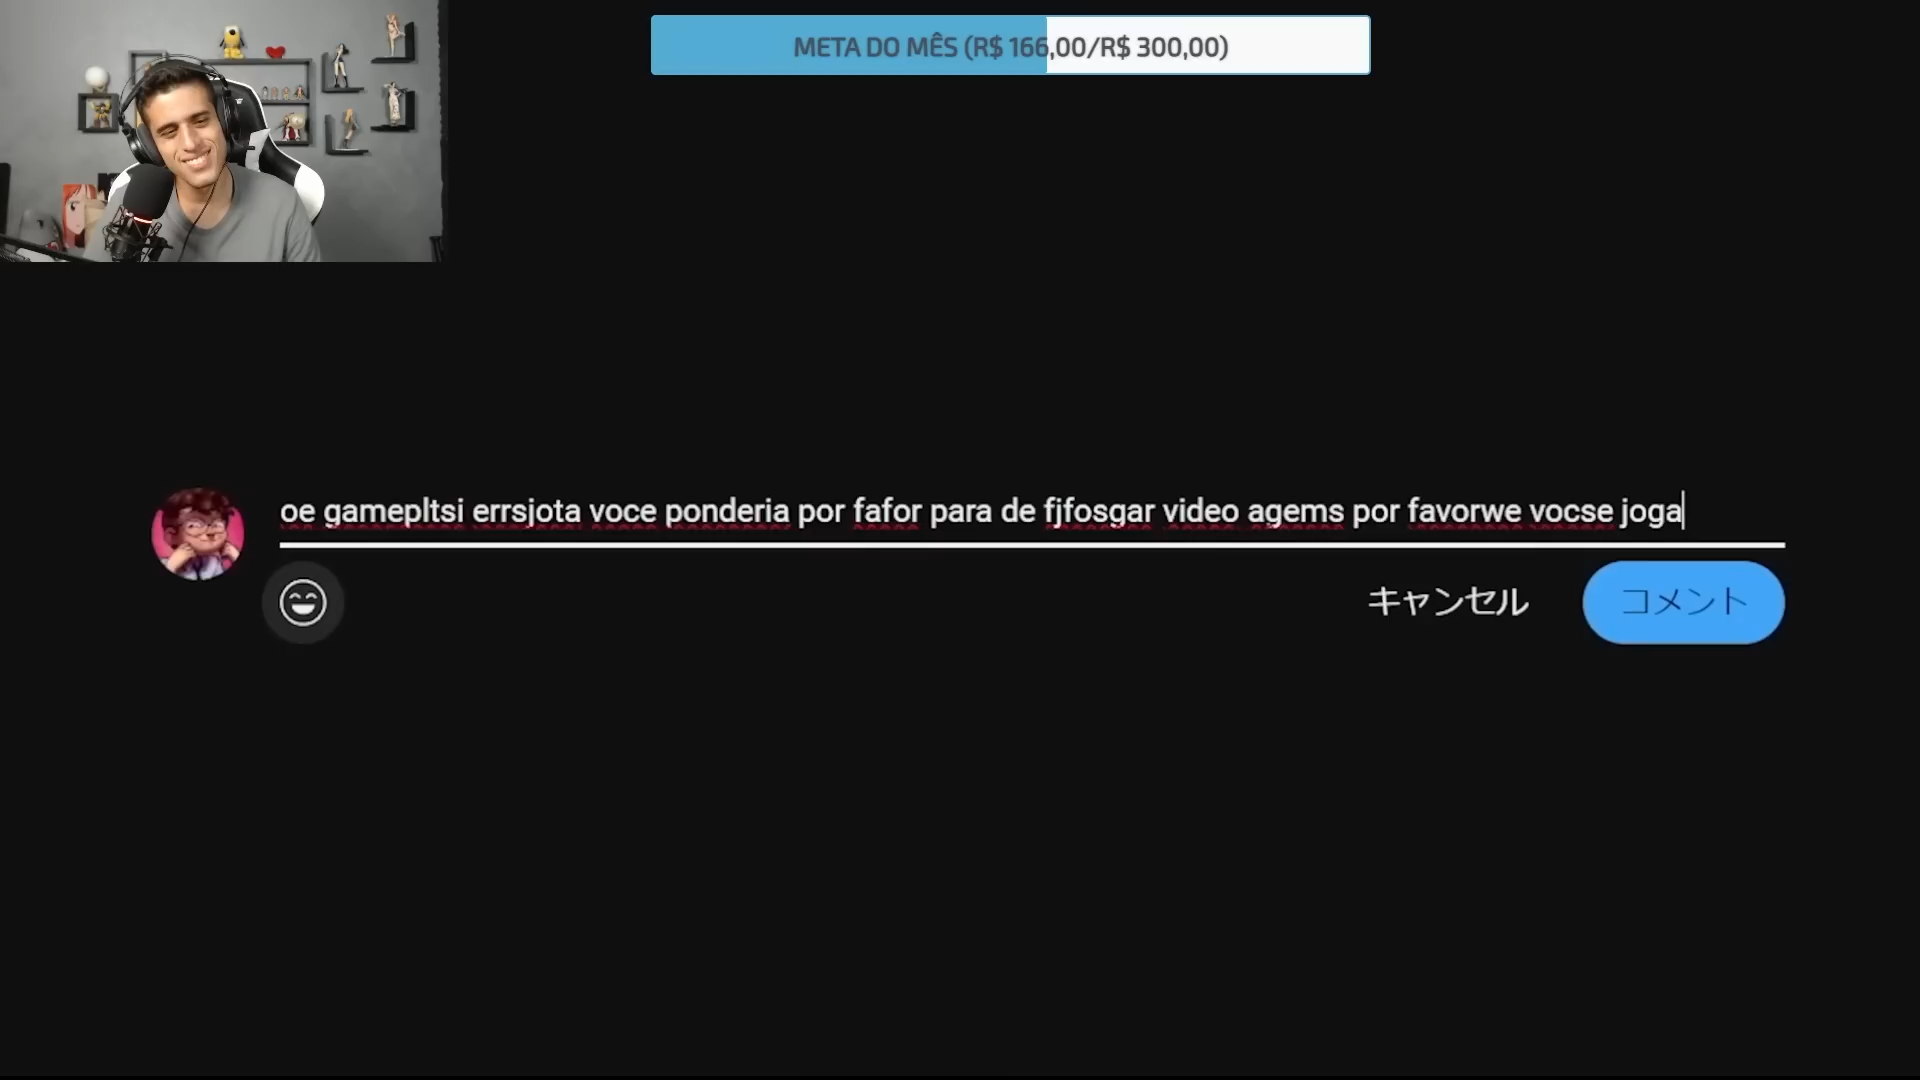 META DO MÊS (R$ 166,00/R$ 300,00)
oe gamepltsi errsjota voce ponderia por fafor para de fjfosgar video agems por favorwe vocse joga
キャンセル
コメント